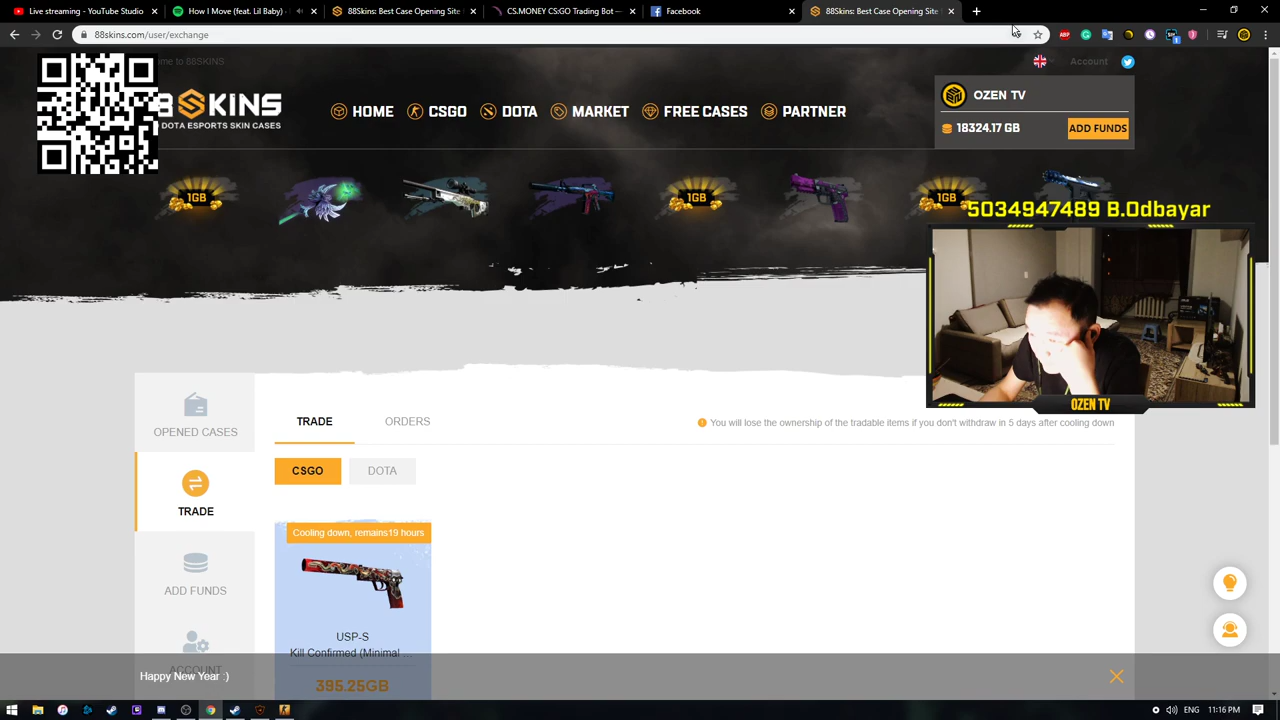 Live streaming - YouTube Studio
How I Move (feat. Lil Baby)
88Skins: Best Case Opening Site
CS.MONEY CS:GO Trading Bot —
Facebook
88Skins: Best Case Opening Site
88skins.com/user/exchange
ome to 88SKINS
Account
8SKINS
DOTA ESPORTS SKIN CASES
HOME
CSGO
DOTA
MARKET
FREE CASES
PARTNER
OZEN TV
18324.17 GB
ADD FUNDS
1GB
1GB
1GB
5034947489 B.Odbayar
OZEN TV
OPENED CASES
TRADE
ADD FUNDS
ACCOUNT
TRADE
ORDERS
You will lose the ownership of the tradable items if you don't withdraw in 5 days after cooling down
CSGO
DOTA
Cooling down, remains19 hours
USP-S
Kill Confirmed (Minimal ...
395.25GB
Happy New Year :)
ENG
11:16 PM